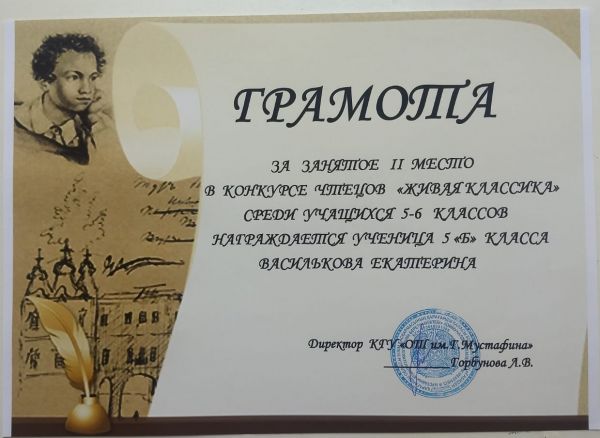 ГРАМОТА
ЗА ЗАНЯТОЕ II МЕСТО
В КОНКУРСЕ ЧТЕЦОВ «ЖИВАЯ КЛАССИКА»
СРЕДИ УЧАЩИХСЯ 5-6 КЛАССОВ
НАГРАЖДАЕТСЯ УЧЕНИЦА 5 «Б» КЛАССА
ВАСИЛЬКОВА ЕКАТЕРИНА
Директор КГУ «ОШ им.Г.Мустафина»
Горбунова Л.В.